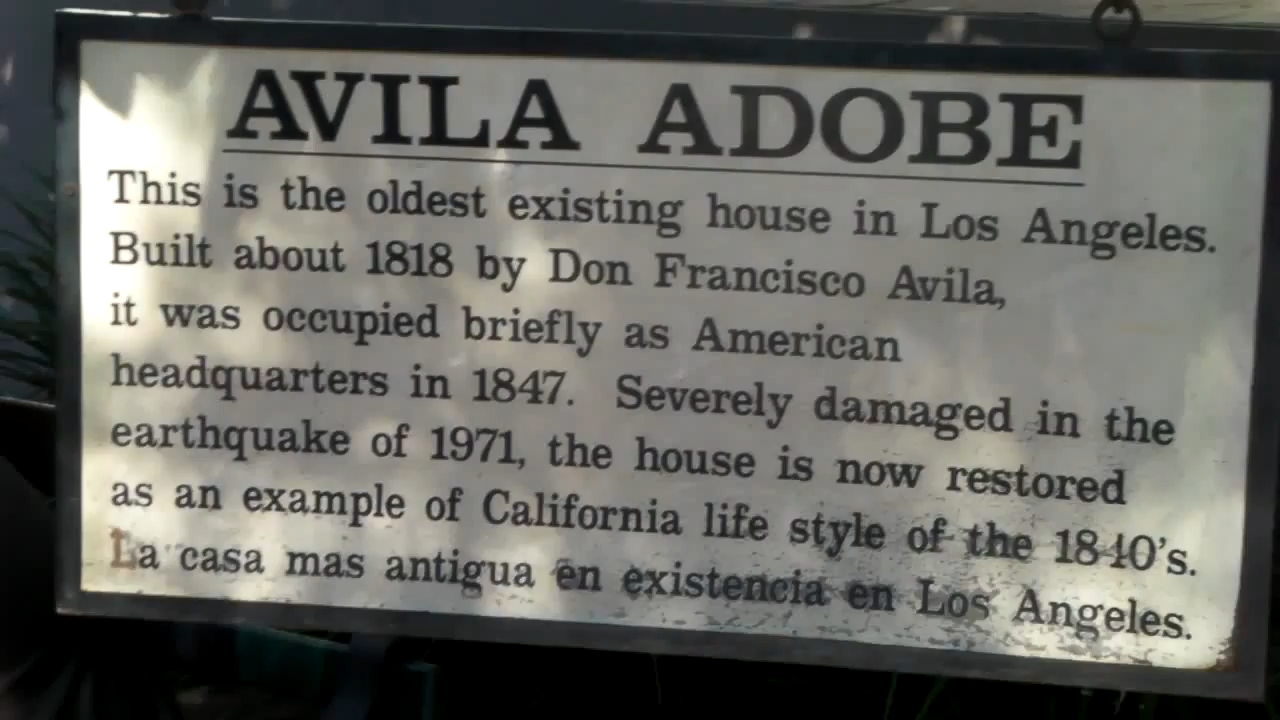 AVILA ADOBE
This is the oldest existing house in Los Angeles.
Built about 1818 by Don Francisco Avila,
it was occupied briefly as American
headquarters in 1847. Severely damaged in the
earthquake of 1971, the house is now restored
as an example of California life style of the 1840's.
La casa mas antigua en existencia en Los Angeles.